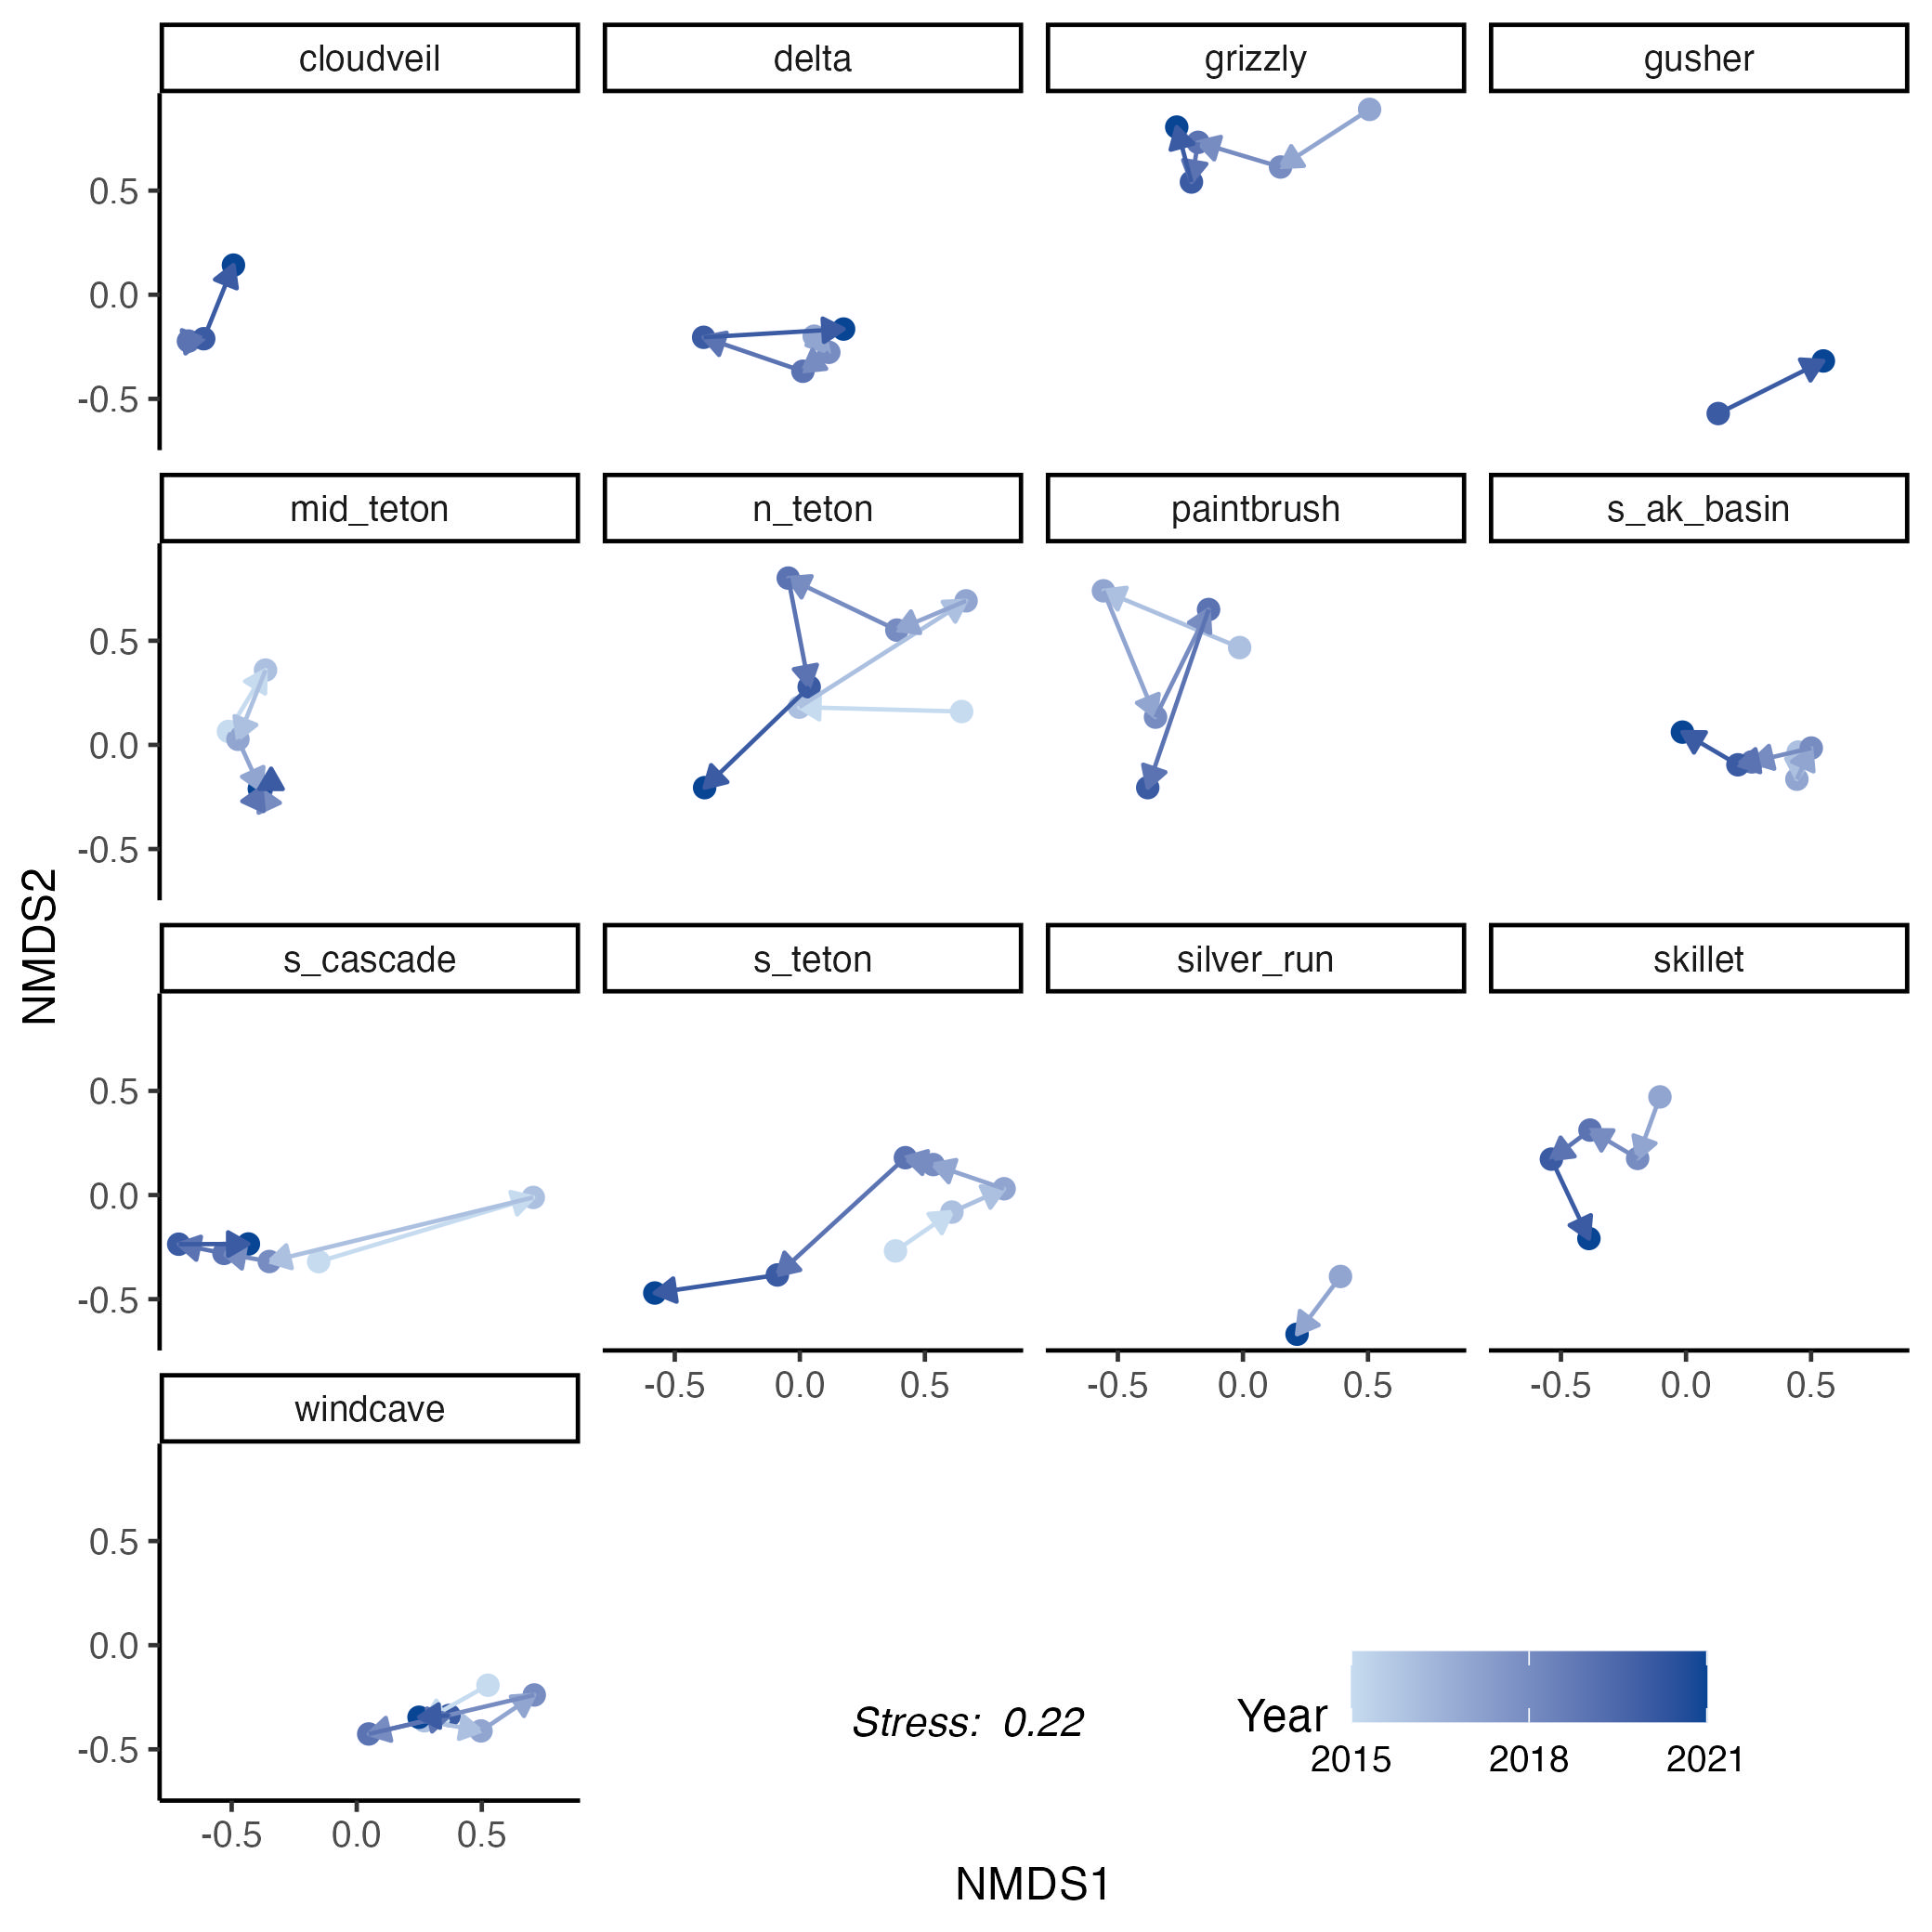 cloudveil
delta
grizzly
gusher
0.5
0.0
-0.5
mid_teton
n_teton
paintbrush
s_ak_basin
0.5
0.0
-0.5
NMDS2
s_cascade
s_teton
silver_run
skillet
0.5
0.0
-0.5
-0.5 0.0 0.5
-0.5 0.0 0.5
-0.5 0.0 0.5
windcave
0.5
0.0
-0.5
-0.5 0.0 0.5
Stress: 0.22
Year
2015 2018 2021
NMDS1